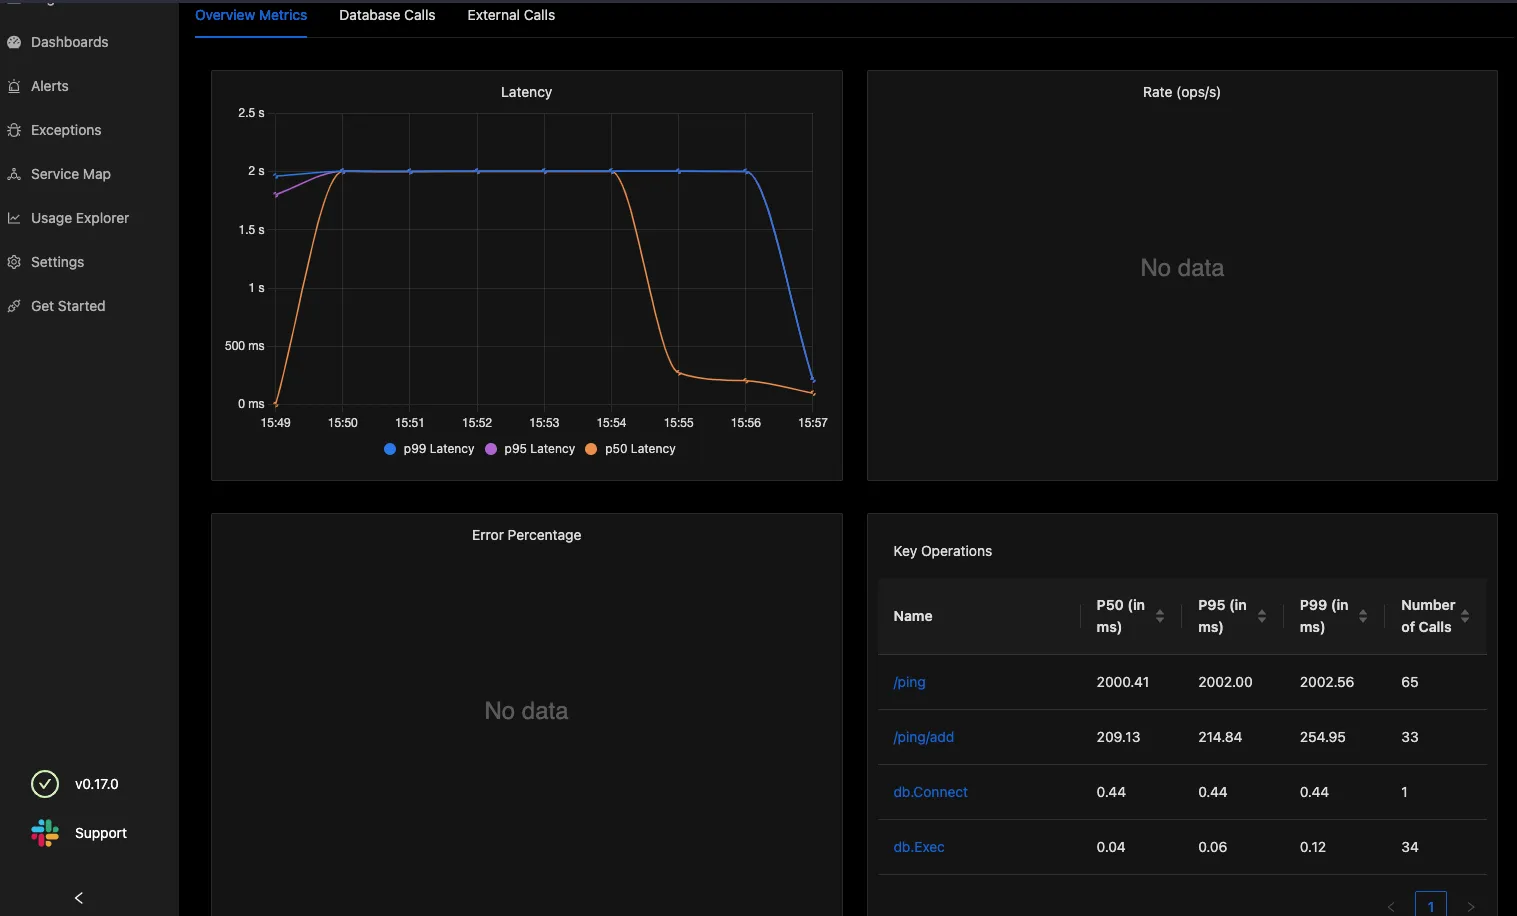 Dashboards
Alerts
Exceptions
Service Map
Usage Explorer
Settings
Get Started
v0.17.0
Support
Overview Metrics
Database Calls
External Calls
Latency
2.5 s
2 s
1.5 s
1 s
500 ms
0 ms
15:49 15:50 15:51 15:52 15:53 15:54 15:55 15:56 15:57
p99 Latency p95 Latency p50 Latency
Rate (ops/s)
No data
Error Percentage
No data
Key Operations
Name P50 (in ms) P95 (in ms) P99 (in ms) Number of Calls
/ping 2000.41 2002.00 2002.56 65
/ping/add 209.13 214.84 254.95 33
db.Connect 0.44 0.44 0.44 1
db.Exec 0.04 0.06 0.12 34
1